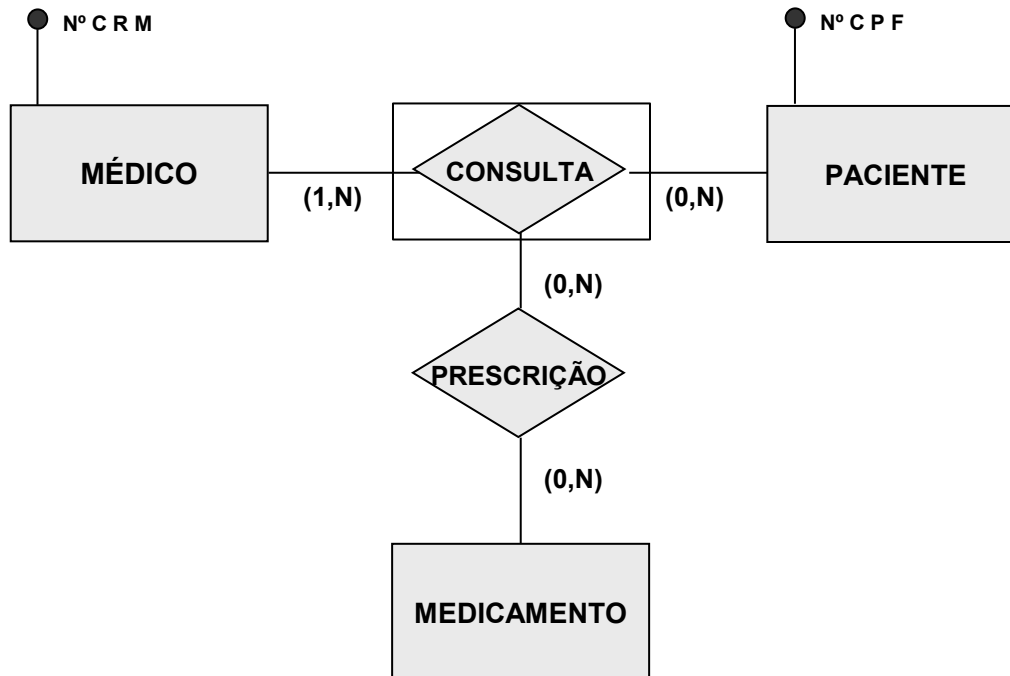 Nº C R M
Nº C P F
MÉDICO
CONSULTA
PACIENTE
(1,N)
(0,N)
(0,N)
PRESCRIÇÃO
(0,N)
MEDICAMENTO